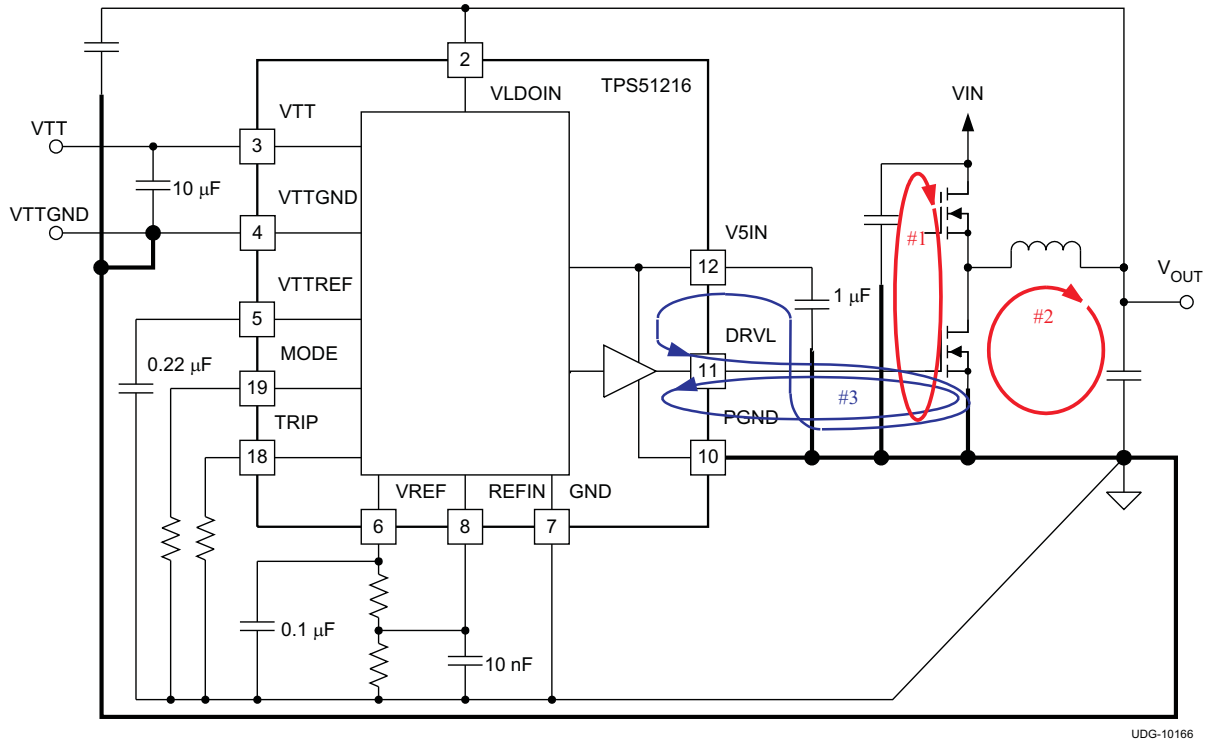 2
TPS51216
VLDOIN
VIN
VTT
VTT
3
10 µF
VTTGND
VTTGND
4
#1
V5IN
12
VOUT
VTTREF
1 µF
#2
5
DRVL
MODE
0.22 µF
11
19
#3
PGND
TRIP
18
10
VREF
REFIN
GND
6
8
7
0.1 µF
10 nF
UDG-10166